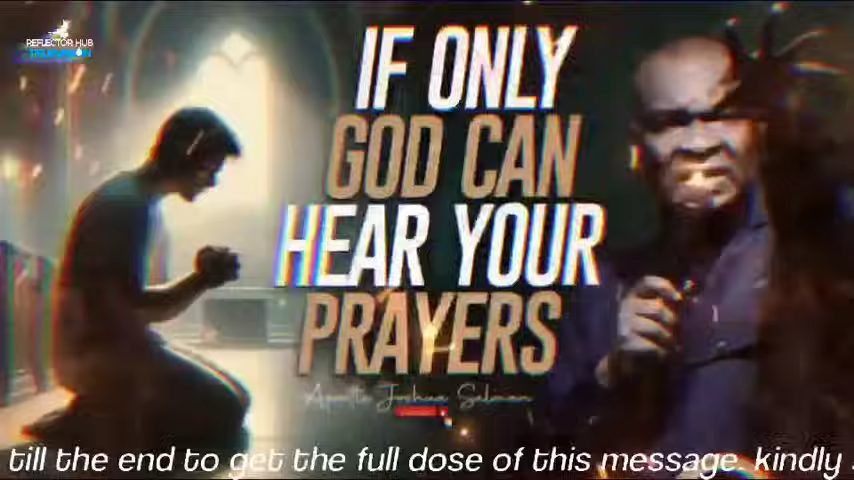 REFLECTOR HUB
TELEVISION
IF ONLY
GOD CAN
HEAR YOUR
PRAYERS
Apostle Joshua Selman
till the end to get the full dose of this message. kindly